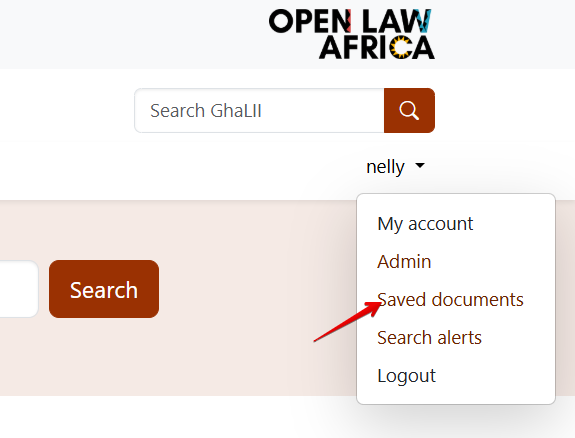 OPEN LAW
AFRICA
Search GhaLII
nelly
My account
Admin
Search
Saved documents
Search alerts
Logout